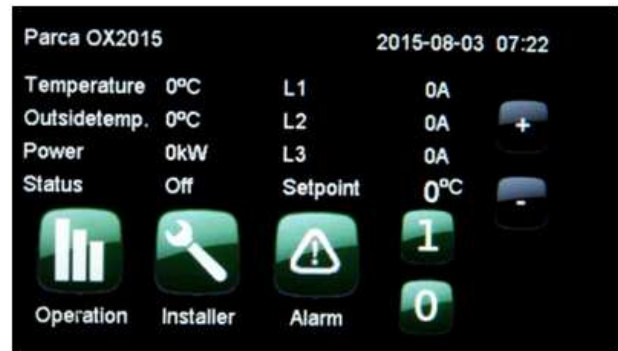 Parca OX2015 2015-08-03 07:22
Temperature 0ºC L1 0A
Outsidetemp. 0ºC L2 0A +
Power 0kW L3 0A
Status Off Setpoint 0ºC -
1
0
Operation Installer Alarm